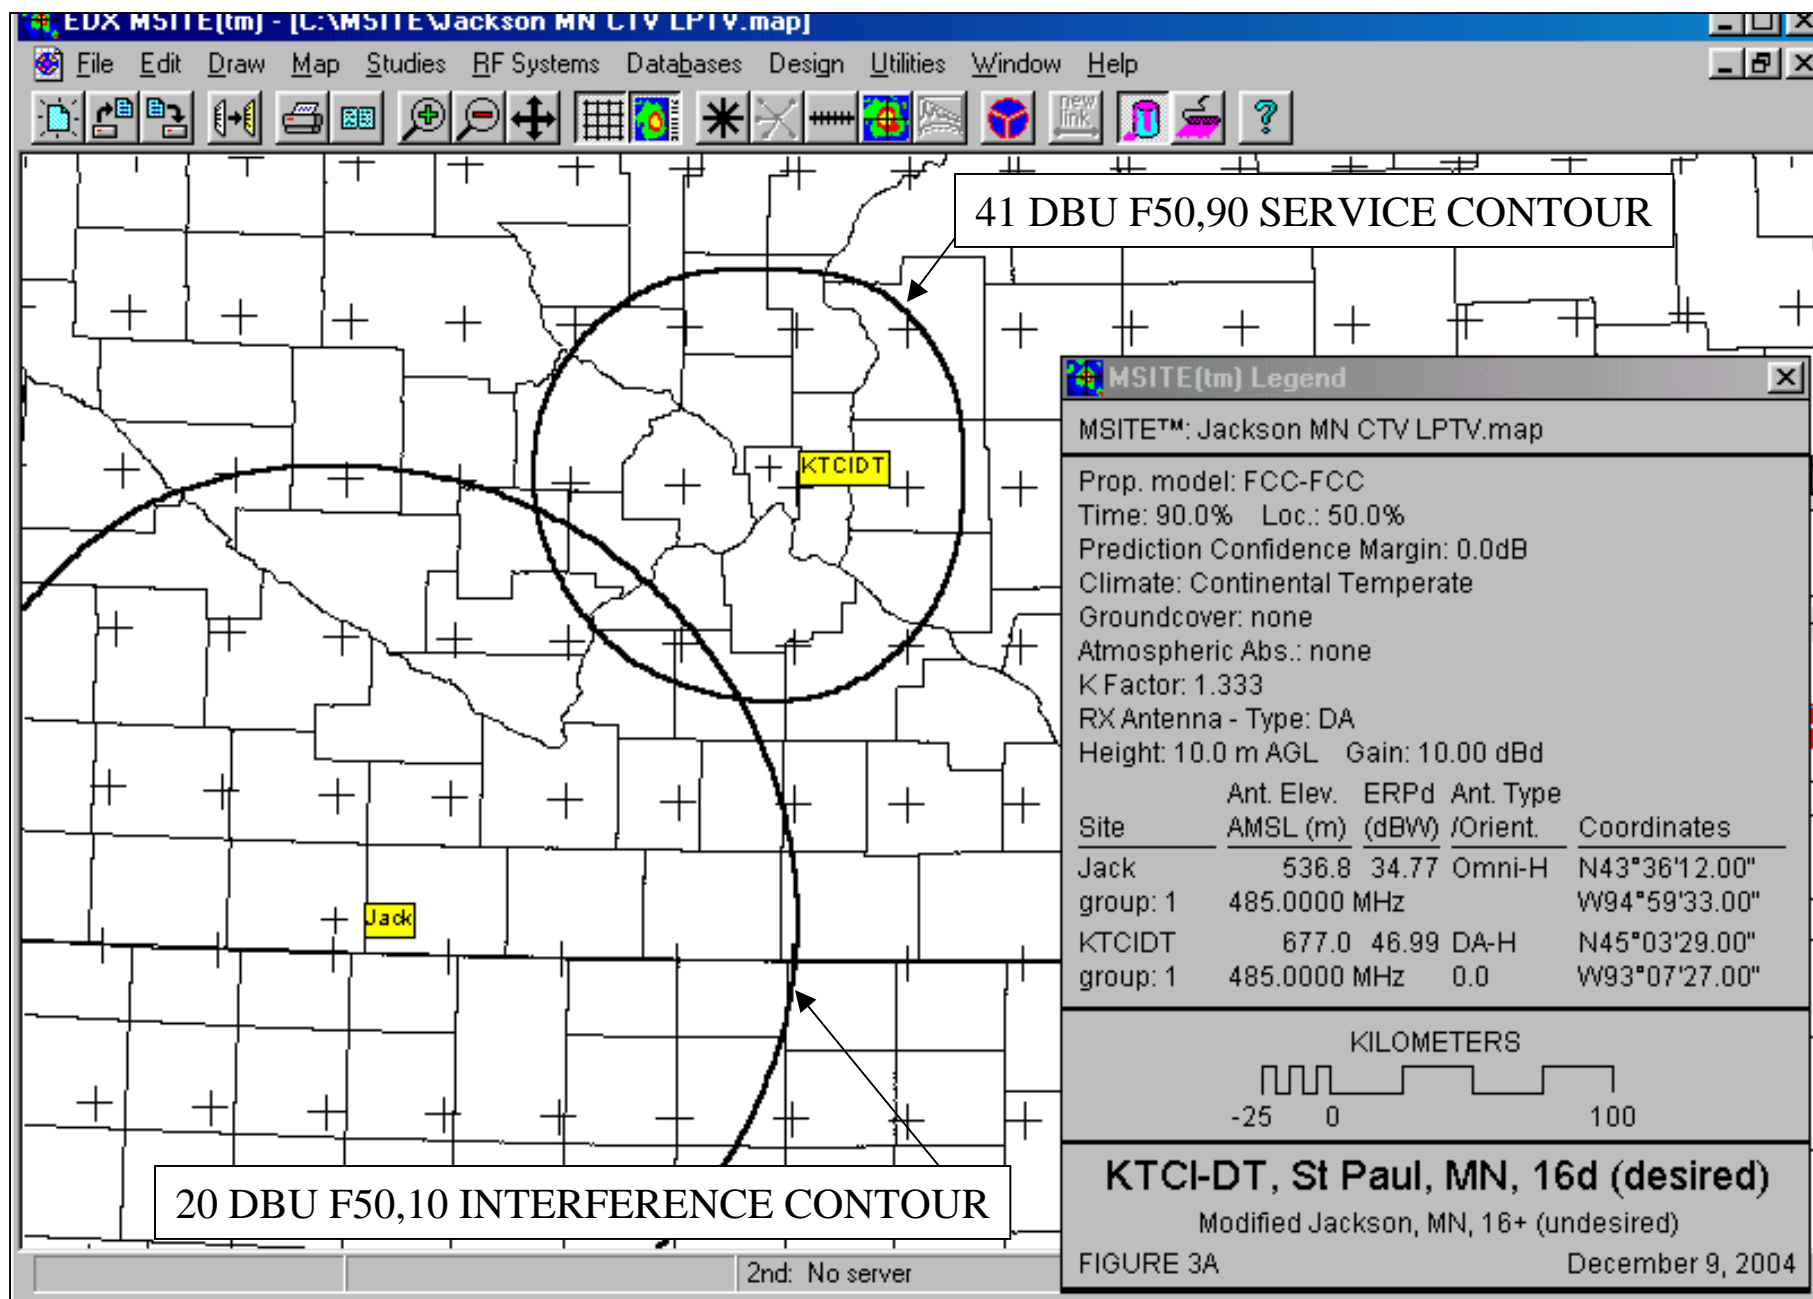 EDX MSITE(tm) - [C:\MSITE\Jackson MN CTV LPTV.map]
File Edit Draw Map Studies RF Systems Databases Design Utilities Window Help
new link
41 DBU F50,90 SERVICE CONTOUR
KTCIDT
Jack
20 DBU F50,10 INTERFERENCE CONTOUR
MSITE(tm) Legend
MSITE™: Jackson MN CTV LPTV.map
Prop. model: FCC-FCC
Time: 90.0% Loc.: 50.0%
Prediction Confidence Margin: 0.0dB
Climate: Continental Temperate
Groundcover: none
Atmospheric Abs.: none
K Factor: 1.333
RX Antenna - Type: DA
Height: 10.0 m AGL Gain: 10.00 dBd
Ant. Elev. ERPd Ant. Type
Site AMSL (m) (dBW) /Orient. Coordinates
Jack 536.8 34.77 Omni-H N43°36'12.00"
group: 1 485.0000 MHz W94°59'33.00"
KTCIDT 677.0 46.99 DA-H N45°03'29.00"
group: 1 485.0000 MHz 0.0 W93°07'27.00"
KILOMETERS
-25 0 100
KTCI-DT, St Paul, MN, 16d (desired)
Modified Jackson, MN, 16+ (undesired)
FIGURE 3A December 9, 2004
2nd: No server